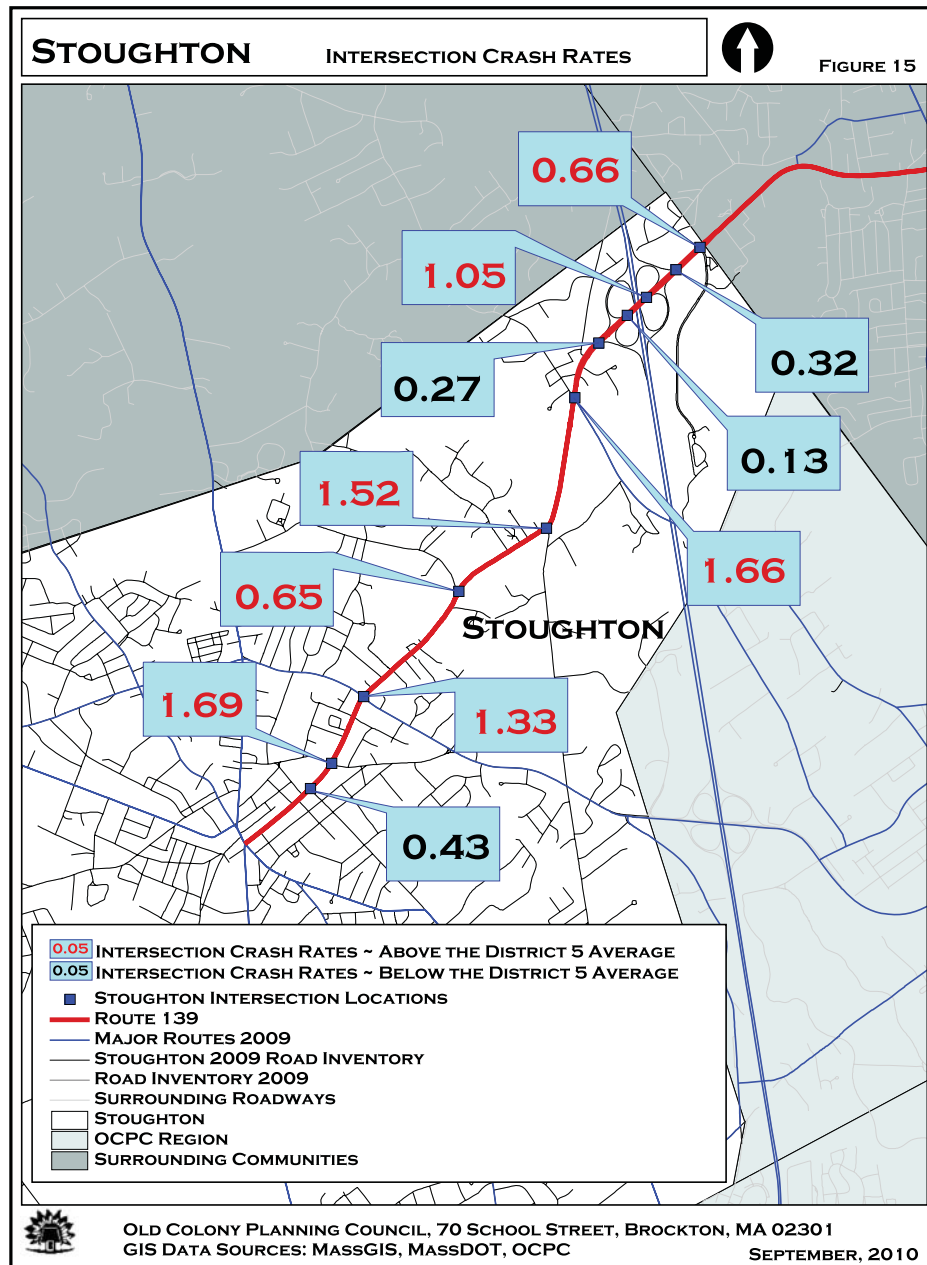 STOUGHTON INTERSECTION CRASH RATES
FIGURE 15
0.66
1.05
0.32
0.27
0.13
1.52
1.66
0.65
STOUGHTON
1.69
1.33
0.43
0.05 INTERSECTION CRASH RATES ~ ABOVE THE DISTRICT 5 AVERAGE
0.05 INTERSECTION CRASH RATES ~ BELOW THE DISTRICT 5 AVERAGE
STOUGHTON INTERSECTION LOCATIONS
ROUTE 139
MAJOR ROUTES 2009
STOUGHTON 2009 ROAD INVENTORY
ROAD INVENTORY 2009
SURROUNDING ROADWAYS
STOUGHTON
OCPC REGION
SURROUNDING COMMUNITIES
OLD COLONY PLANNING COUNCIL, 70 SCHOOL STREET, BROCKTON, MA 02301
GIS DATA SOURCES: MASSGIS, MASSDOT, OCPC
SEPTEMBER, 2010